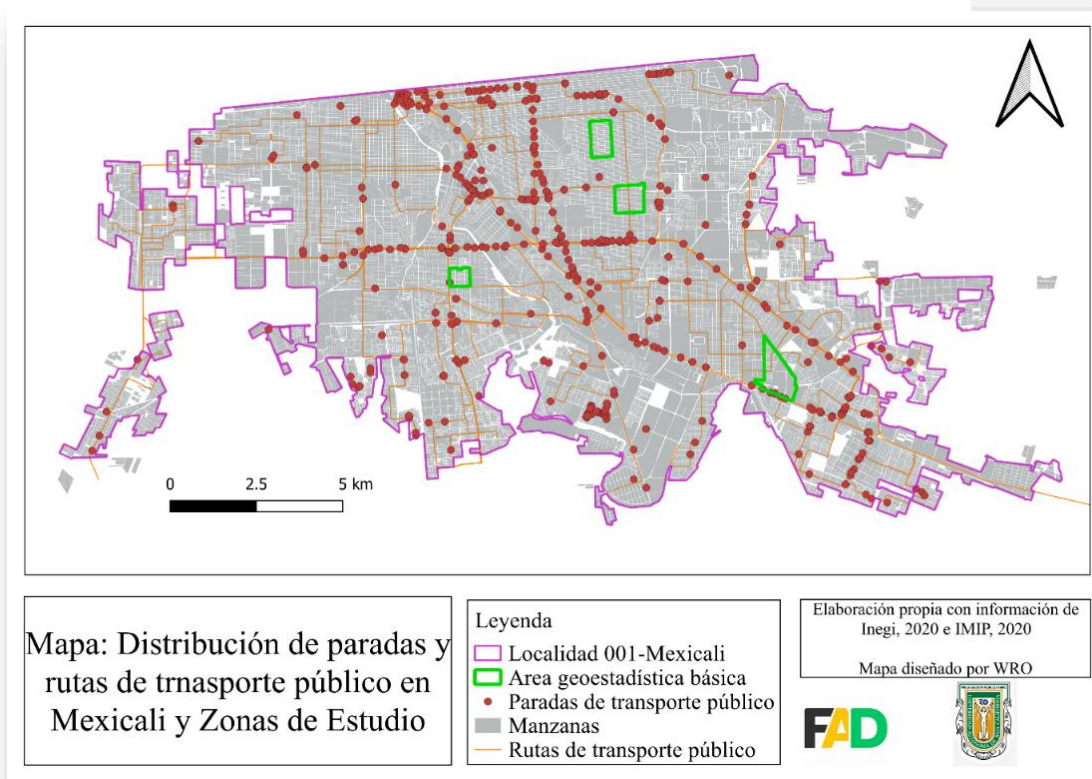 0 2.5 5 km
Mapa: Distribución de paradas y
rutas de trnasporte público en
Mexicali y Zonas de Estudio
Leyenda
Localidad 001-Mexicali
Area geoestadística básica
Paradas de transporte público
Manzanas
Rutas de transporte público
Elaboración propia con información de
Inegi, 2020 e IMIP, 2020
Mapa diseñado por WRO
FAD